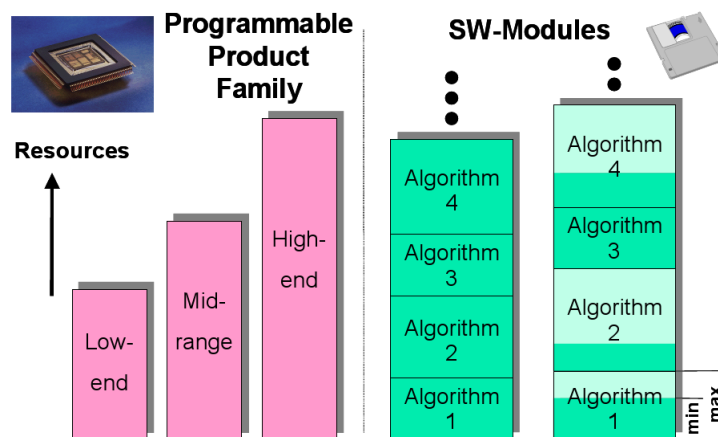 Programmable
Product
Family
SW-Modules
Resources
Low-
end
Mid-
range
High-
end
Algorithm
4
Algorithm
3
Algorithm
2
Algorithm
1
Algorithm
4
Algorithm
3
Algorithm
2
Algorithm
1
min
max